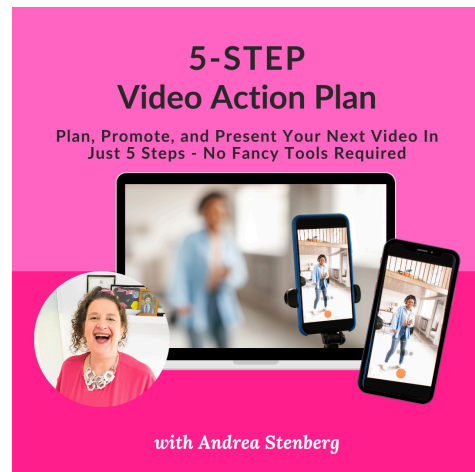 5-STEP
Video Action Plan
Plan, Promote, and Present Your Next Video In
Just 5 Steps - No Fancy Tools Required
with Andrea Stenberg